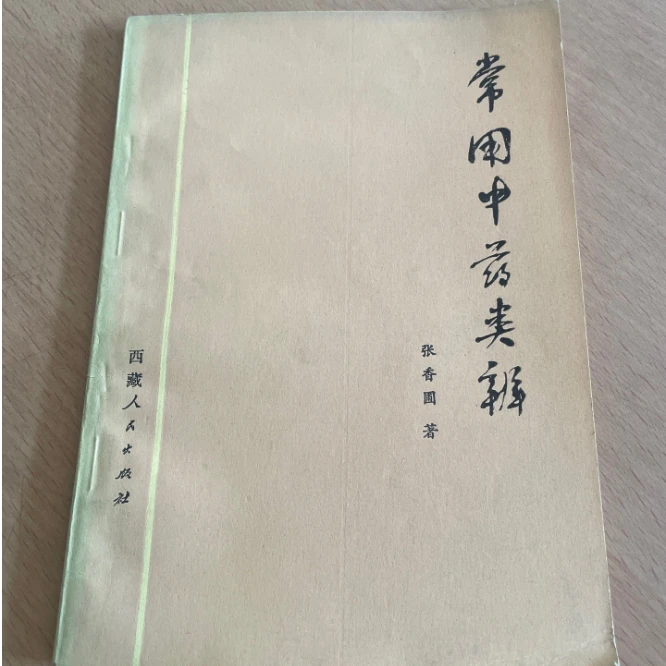 常用中药类辨
张香圃 著
西藏人民出版社